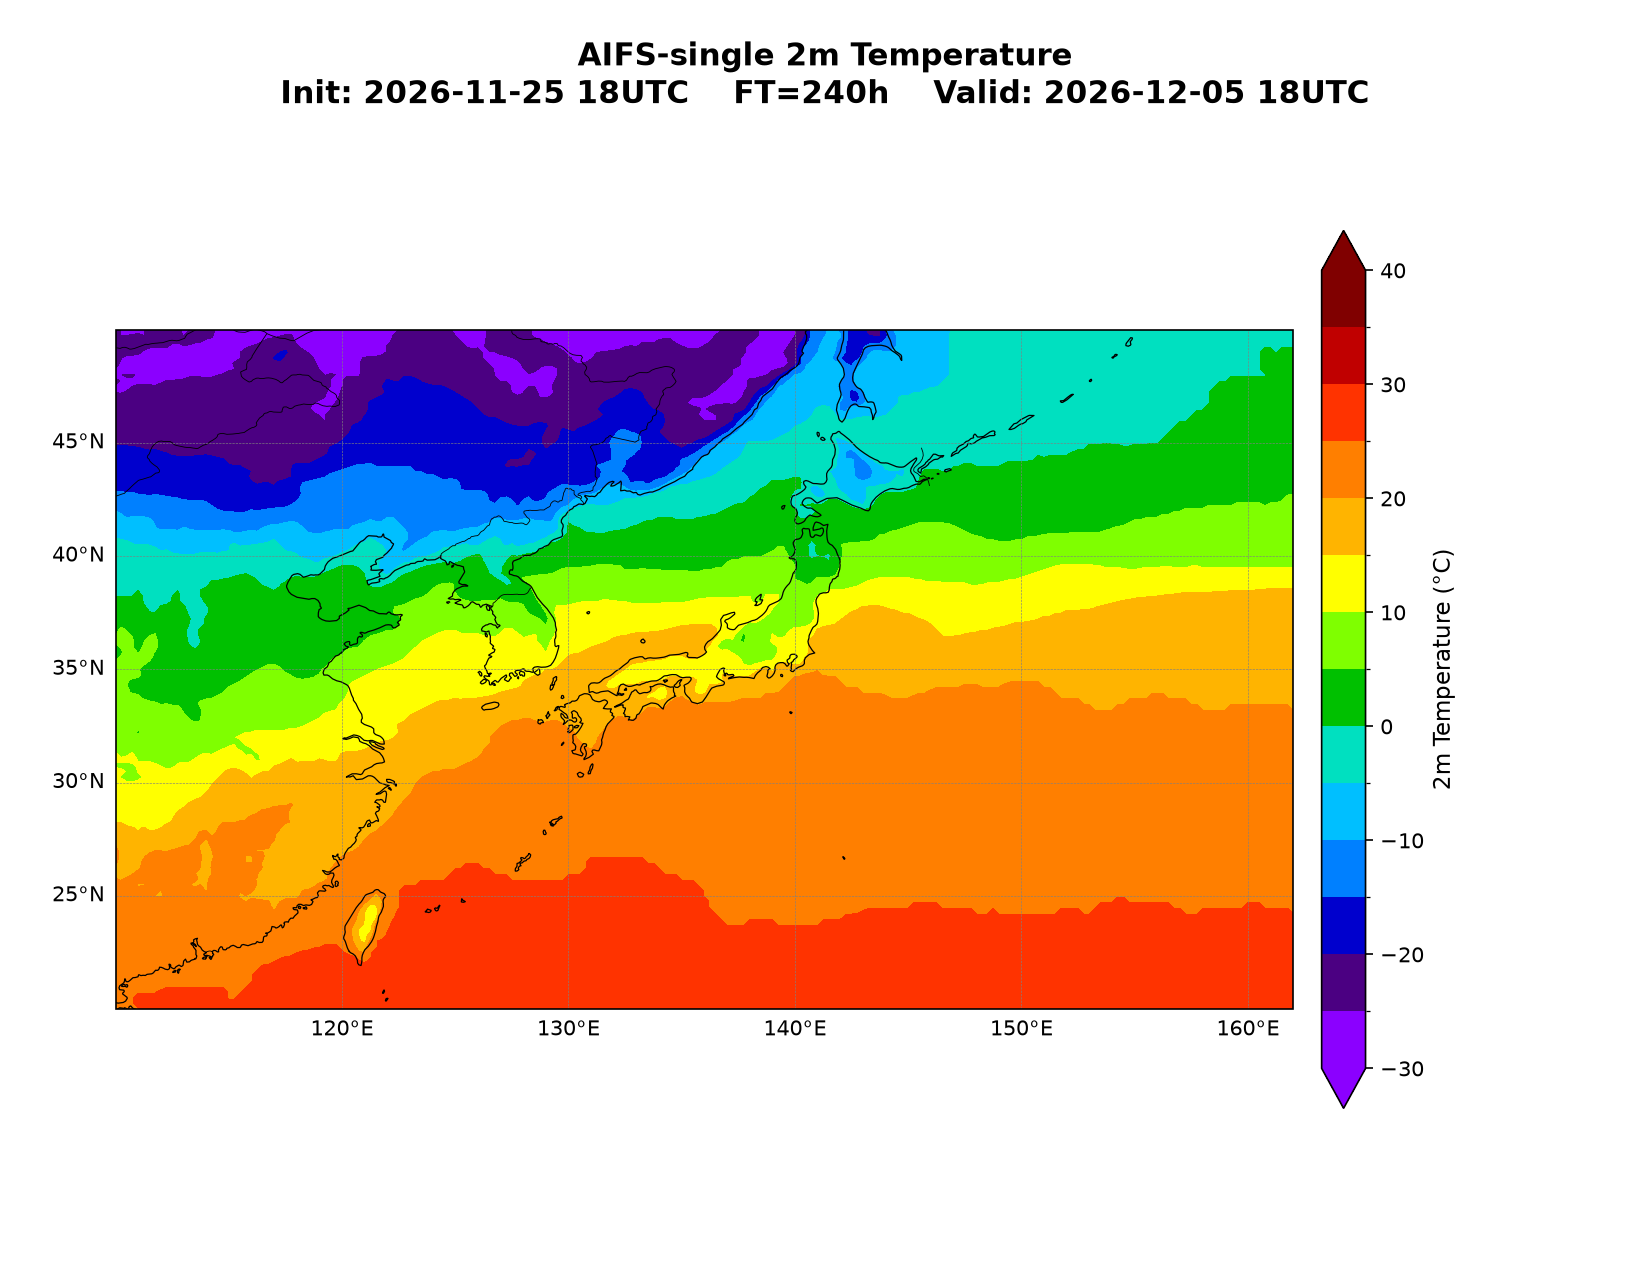 AIFS-single 2m Temperature
Init: 2026-11-25 18UTC    FT=240h    Valid: 2026-12-05 18UTC
45°N
40°N
35°N
30°N
25°N
120°E
130°E
140°E
150°E
160°E
40
30
20
10
0
−10
−20
−30
2m Temperature (°C)